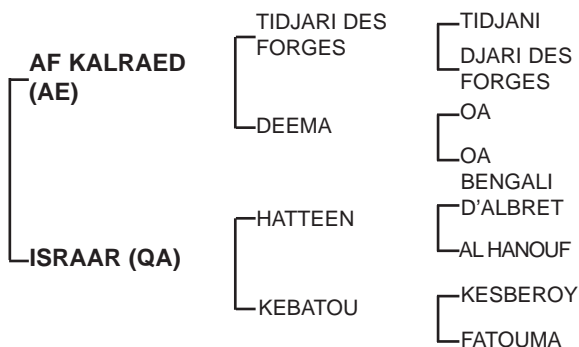 AF KALRAED
(AE)
ISRAAR (QA)
TIDJARI DES
FORGES
DEEMA
HATTEEN
KEBATOU
TIDJANI
DJARI DES
FORGES
OA
OA
BENGALI
D'ALBRET
AL HANOUF
KESBEROY
FATOUMA